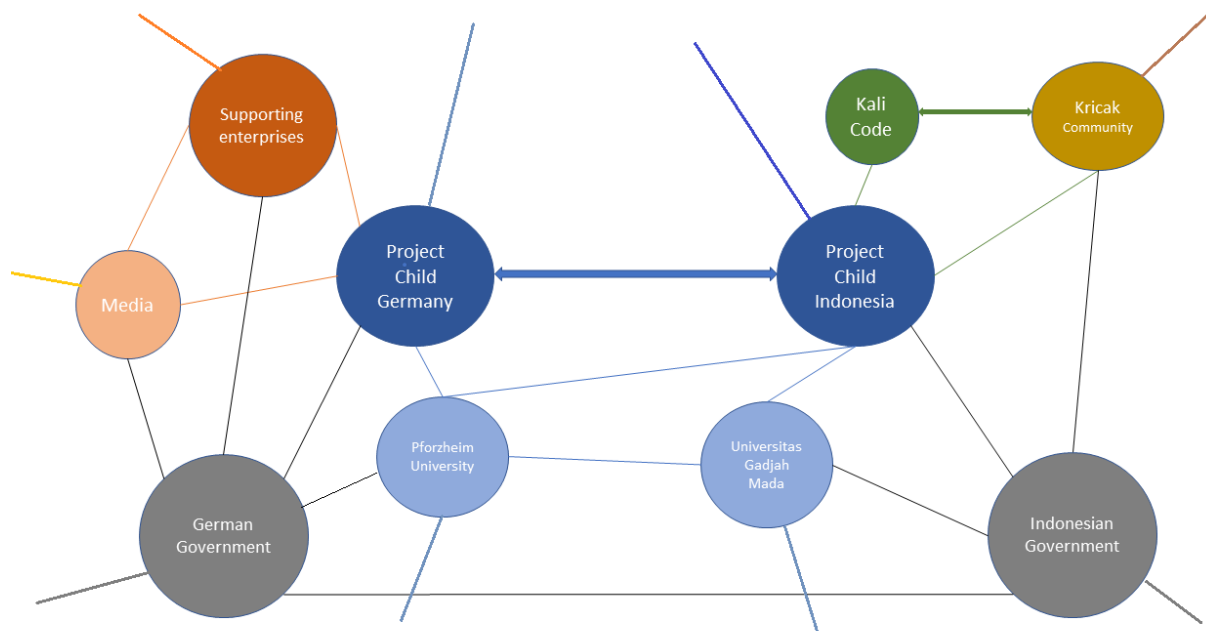 Supporting
enterprises
Kali
Code
Kricak
Community
Project
Child
Germany
Project
Child
Indonesia
Media
Pforzheim
University
Universitas
Gadjah
Mada
German
Government
Indonesian
Government